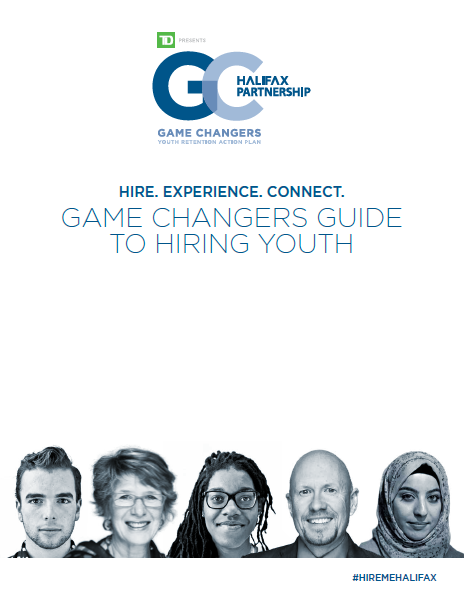 TD PRESENTS
GC
HALIFAX
PARTNERSHIP
GAME CHANGERS
YOUTH RETENTION ACTION PLAN
HIRE. EXPERIENCE. CONNECT.
GAME CHANGERS GUIDE
TO HIRING YOUTH
#HIREMEHALIFAX